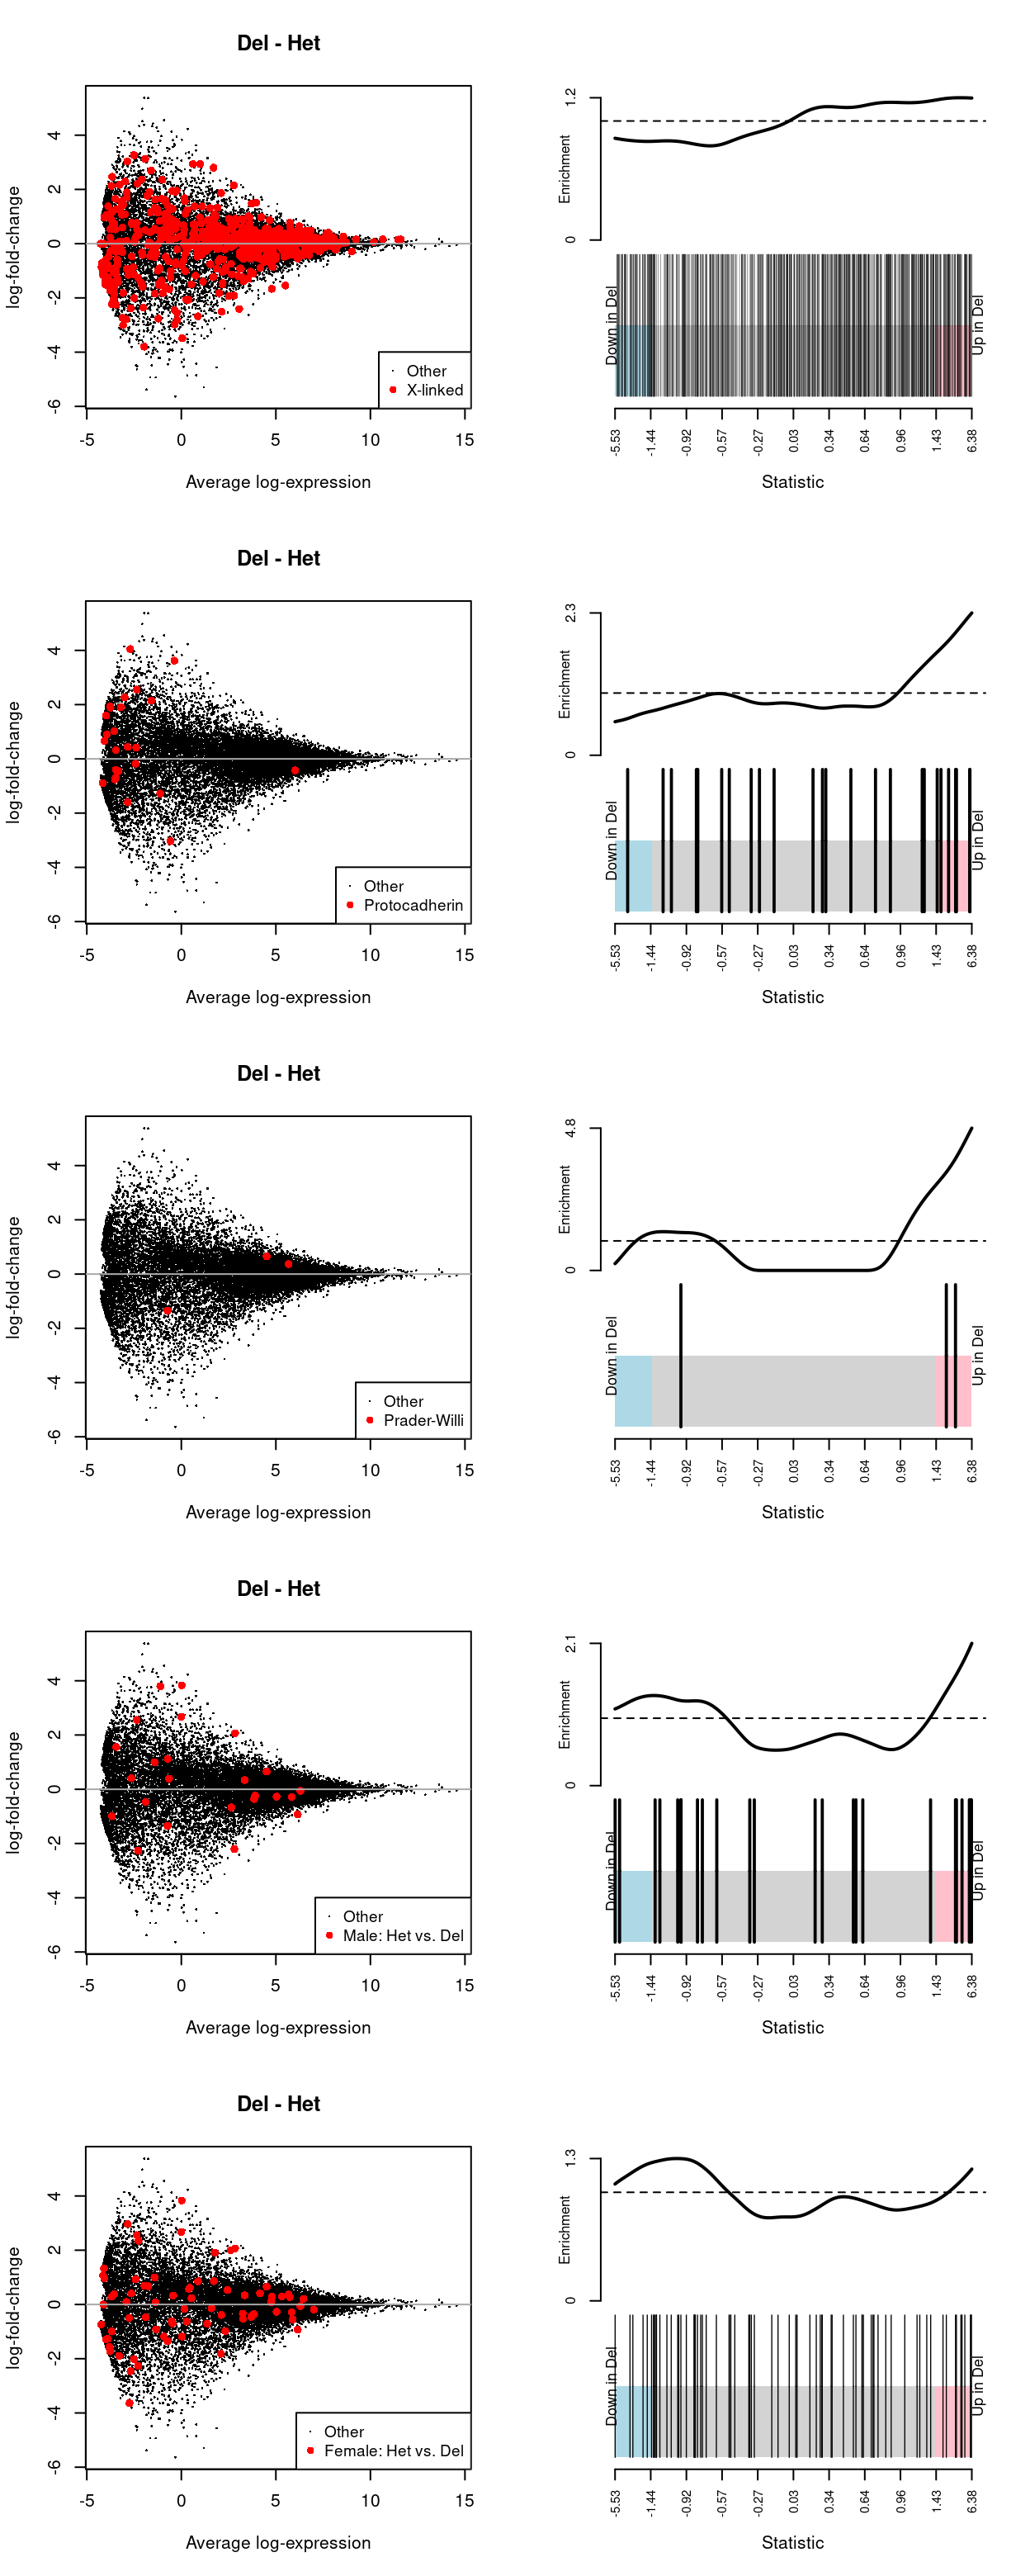 Del - Het
4
2
0
-2
-4
-6
log-fold-change
Other
X-linked
-5
0
5
10
15
Average log-expression
1.2
0
Enrichment
Down in Del
Up in Del
-5.53
-1.44
-0.92
-0.57
-0.27
0.03
0.34
0.64
0.96
1.43
6.38
Statistic
Del - Het
4
2
0
-2
-4
-6
log-fold-change
Other
Protocadherin
-5
0
5
10
15
Average log-expression
2.3
0
Enrichment
Down in Del
Up in Del
-5.53
-1.44
-0.92
-0.57
-0.27
0.03
0.34
0.64
0.96
1.43
6.38
Statistic
Del - Het
4
2
0
-2
-4
-6
log-fold-change
Other
Prader-Willi
-5
0
5
10
15
Average log-expression
4.8
0
Enrichment
Down in Del
Up in Del
-5.53
-1.44
-0.92
-0.57
-0.27
0.03
0.34
0.64
0.96
1.43
6.38
Statistic
Del - Het
4
2
0
-2
-4
-6
log-fold-change
Other
Male: Het vs. Del
-5
0
5
10
15
Average log-expression
2.1
0
Enrichment
Down in Del
Up in Del
-5.53
-1.44
-0.92
-0.57
-0.27
0.03
0.34
0.64
0.96
1.43
6.38
Statistic
Del - Het
4
2
0
-2
-4
-6
log-fold-change
Other
Female: Het vs. Del
-5
0
5
10
15
Average log-expression
1.3
0
Enrichment
Down in Del
Up in Del
-5.53
-1.44
-0.92
-0.57
-0.27
0.03
0.34
0.64
0.96
1.43
6.38
Statistic